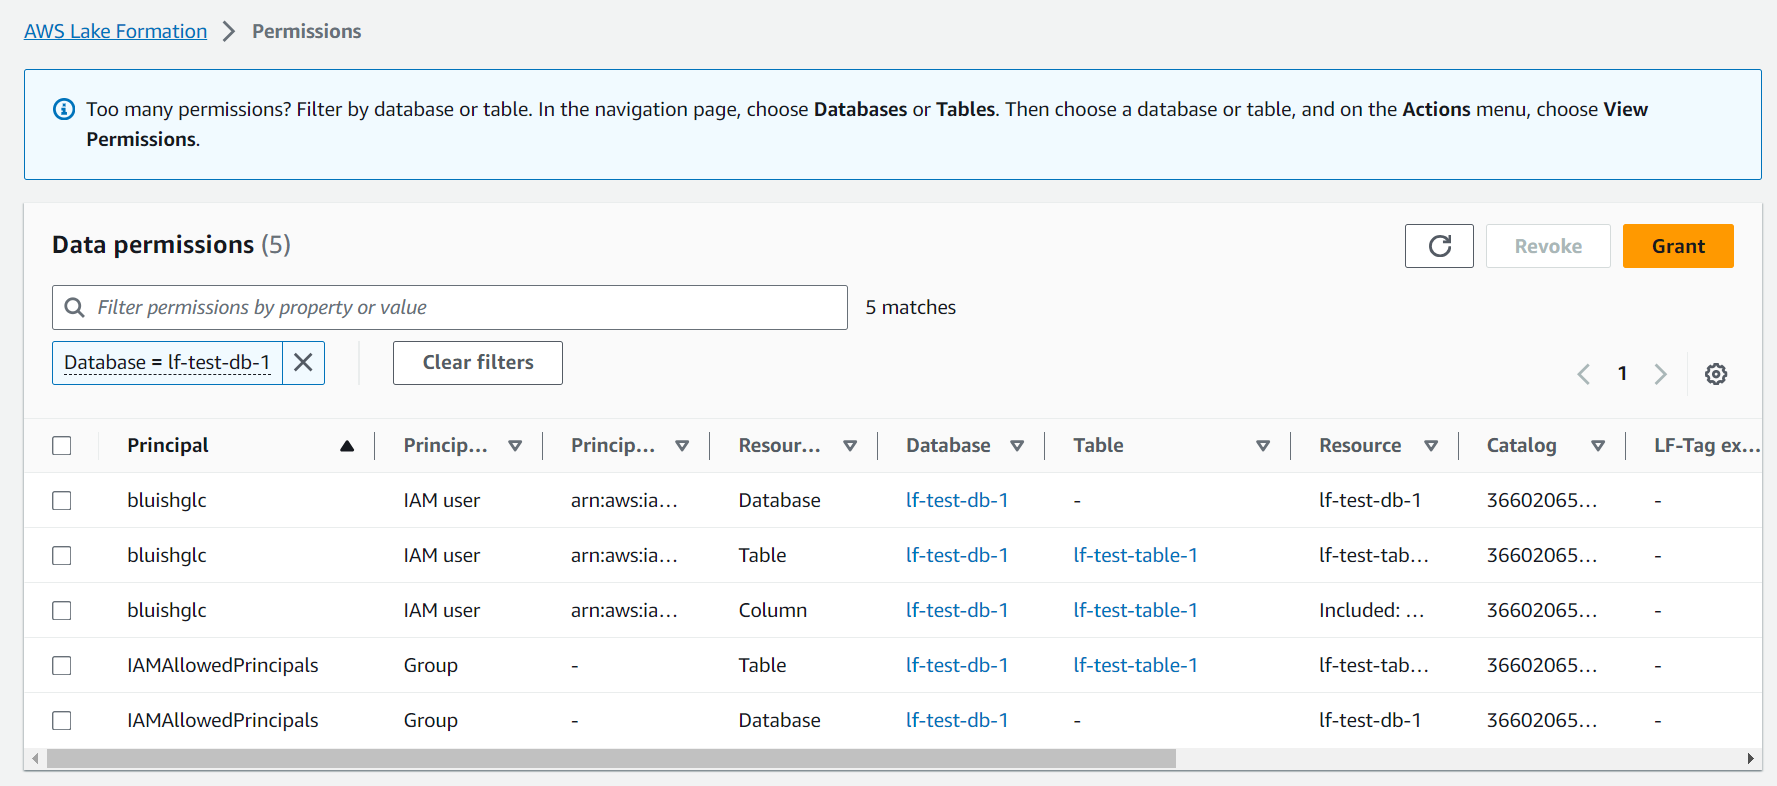 AWS Lake Formation > Permissions
Too many permissions? Filter by database or table. In the navigation page, choose Databases or Tables. Then choose a database or table, and on the Actions menu, choose View
Permissions.
Data permissions (5)
Revoke
Grant
Filter permissions by property or value
5 matches
Database = lf-test-db-1
Clear filters
1
Principal Princip... Princip... Resour... Database Table Resource Catalog LF-Tag ex...
bluishglc IAM user arn:aws:ia... Database lf-test-db-1 - lf-test-db-1 36602065... -
bluishglc IAM user arn:aws:ia... Table lf-test-db-1 lf-test-table-1 lf-test-tab... 36602065... -
bluishglc IAM user arn:aws:ia... Column lf-test-db-1 lf-test-table-1 Included: ... 36602065... -
IAMAllowedPrincipals Group - Table lf-test-db-1 lf-test-table-1 lf-test-tab... 36602065... -
IAMAllowedPrincipals Group - Database lf-test-db-1 - lf-test-db-1 36602065... -